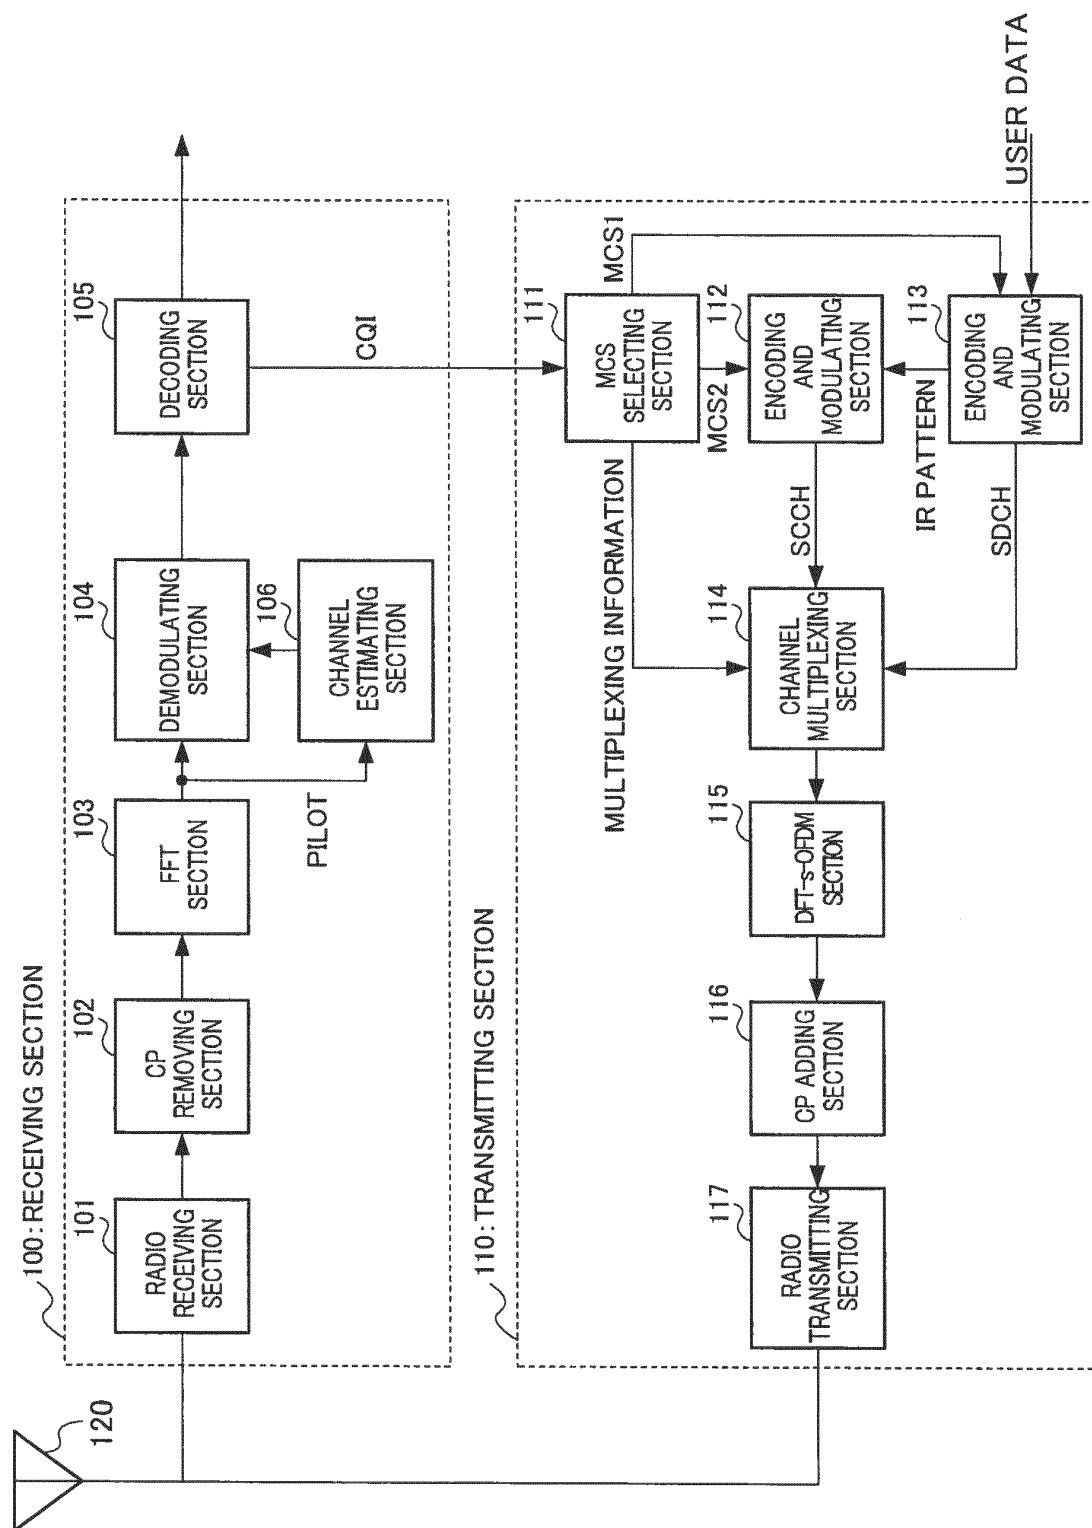 100:RECEIVING SECTION
101
RADIO
RECEIVING
SECTION
102
CP
REMOVING
SECTION
103
FFT
SECTION
104
DEMODULATING
SECTION
105
DECODING
SECTION
PILOT
106
CHANNEL
ESTIMATING
SECTION
CQI
120
110:TRANSMITTING SECTION
MULTIPLEXING INFORMATION
111
MCS
SELECTING
SECTION
MCS1
MCS2
117
RADIO
TRANSMITTING
SECTION
116
CP ADDING
SECTION
115
DFT-s-OFDM
SECTION
114
CHANNEL
MULTIPLEXING
SECTION
SCCH
112
ENCODING
AND
MODULATING
SECTION
IR PATTERN
SDCH
113
ENCODING
AND
MODULATING
SECTION
USER DATA